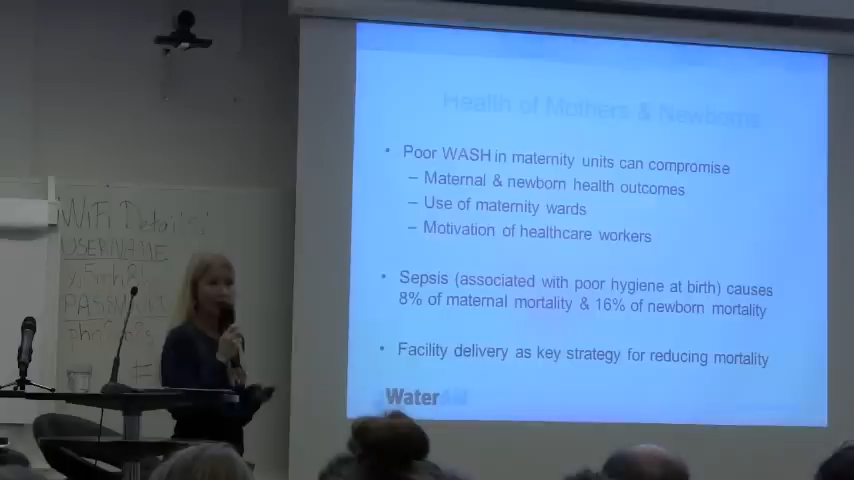 Health of Mothers & Newborns
• Poor WASH in maternity units can compromise
– Maternal & newborn health outcomes
– Use of maternity wards
– Motivation of healthcare workers
• Sepsis (associated with poor hygiene at birth) causes
8% of maternal mortality & 16% of newborn mortality
• Facility delivery as key strategy for reducing mortality
WaterAid
WiFi Details
USERNAME